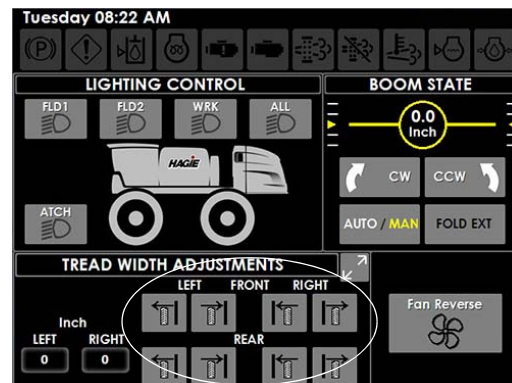 Tuesday 08:22 AM
LIGHTING CONTROL
FLD1 FLD2 WRK ALL
HAGIE
ATCH
BOOM STATE
0.0
Inch
CW CCW
AUTO / MAN FOLD EXT
TREAD WIDTH ADJUSTMENTS
LEFT FRONT RIGHT
Inch
LEFT RIGHT
REAR
0 0
Fan Reverse